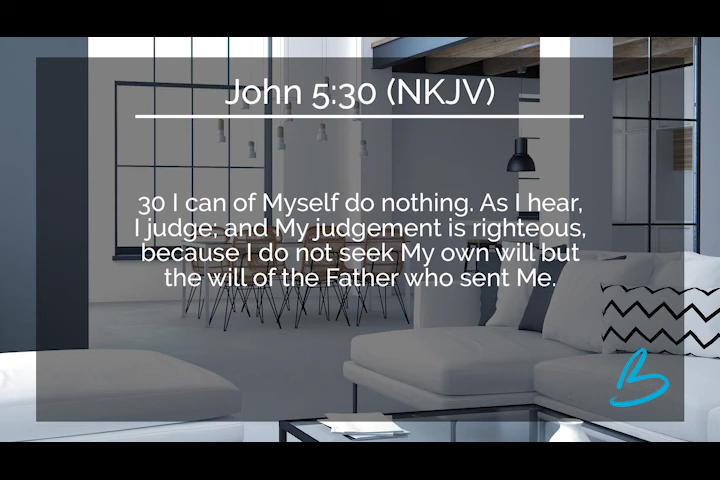 John 5:30 (NKJV)
30 I can of Myself do nothing. As I hear,
I judge; and My judgement is righteous,
because I do not seek My own will but
the will of the Father who sent Me.
B